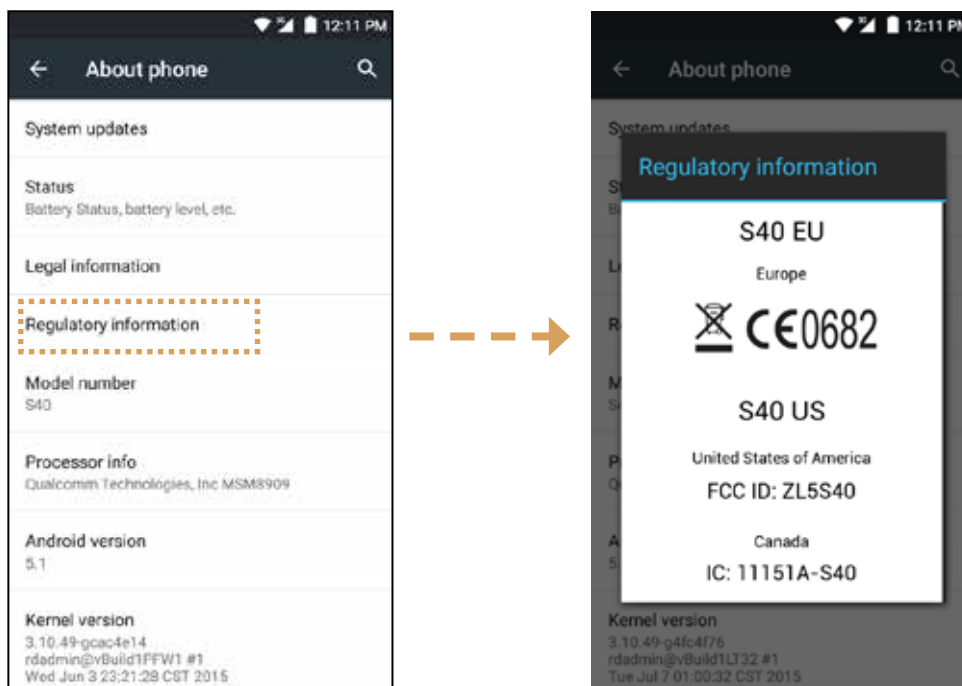 12:11 PM
About phone
System updates
Status
Battery Status, battery level, etc.
Legal information
Regulatory information
Model number
S40
Processor info
Qualcomm Technologies, Inc MSM8909
Android version
5.1
Kernel version
3.10.49-gcac4e14
rdadmin@vBuild1FFW1 #1
Wed Jun 3 23:21:28 CST 2015
12:11 PM
About phone
System updates
Regulatory information
S40 EU
Europe
CE0682
S40 US
United States of America
FCC ID: ZL5S40
Canada
IC: 11151A-S40
Kernel version
3.10.49-g4fc4f76
rdadmin@vBuild1LT32 #1
Tue Jul 7 01:00:32 CST 2015